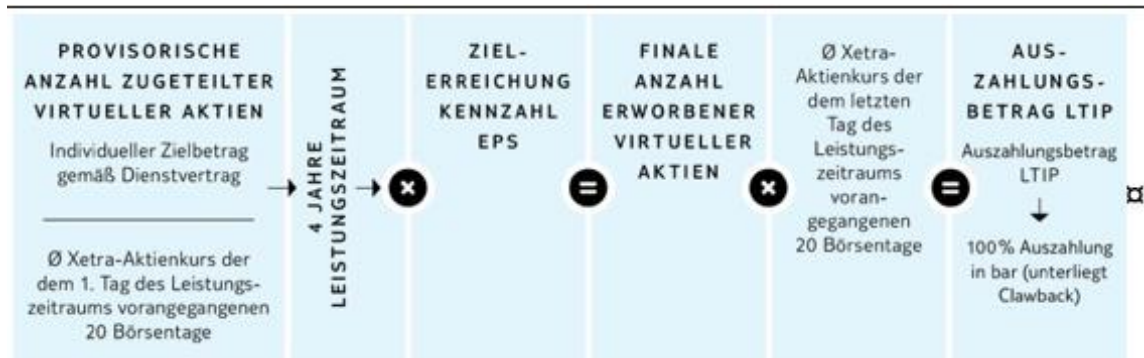 PROVISORISCHE
ANZAHL ZUGETEILTER
VIRTUELLER AKTIEN
Individueller Zielbetrag
gemäß Dienstvertrag
Ø Xetra-Aktienkurs der
dem 1. Tag des Leistungs-
zeitraums vorangegangenen
20 Börsentage
4 JAHRE
LEISTUNGSZEITRAUM
×
ZIEL-
ERREICHUNG
KENNZAHL
EPS
=
FINALE
ANZAHL
ERWORBENER
VIRTUELLER
AKTIEN
×
Ø Xetra-
Aktienkurs der
dem letzten
Tag des
Leistungs-
zeitraums
voran-
gegangenen
20 Börsentage
=
AUS-
ZAHLUNGS-
BETRAG LTIP
Auszahlungsbetrag
LTIP
100% Auszahlung
in bar (unterliegt
Clawback)
¤